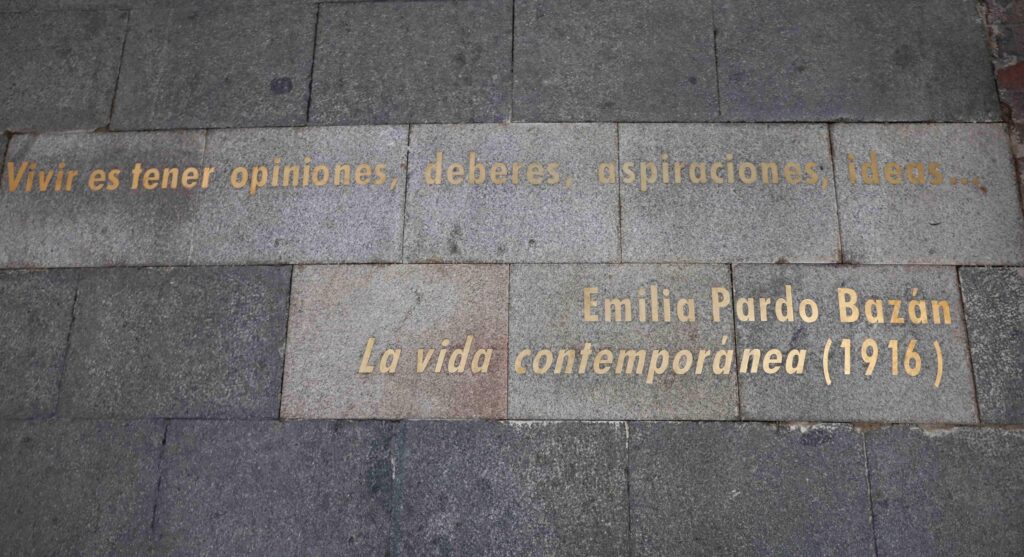 Vivir es tener opiniones, deberes, aspiraciones, ideas...
Emilia Pardo Bazán
La vida contemporánea (1916)